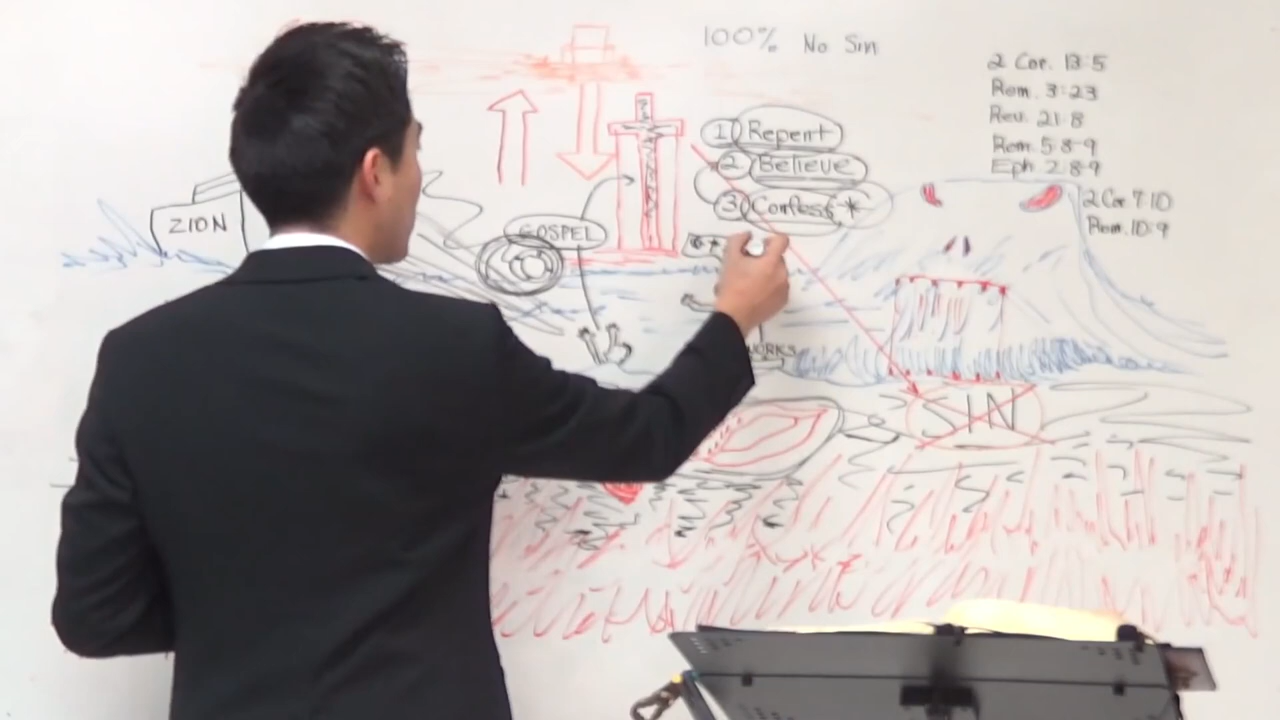 100% No Sin
2 Cor. 13:5
Rom. 3:23
Rev. 21:8
Rom 5:8-9
Eph. 2:8-9
2 Cor 7:10
Rom. 10:9
1 Repent
2 Believe
3 Confess *
ZION
GOSPEL
WORKS
SIN